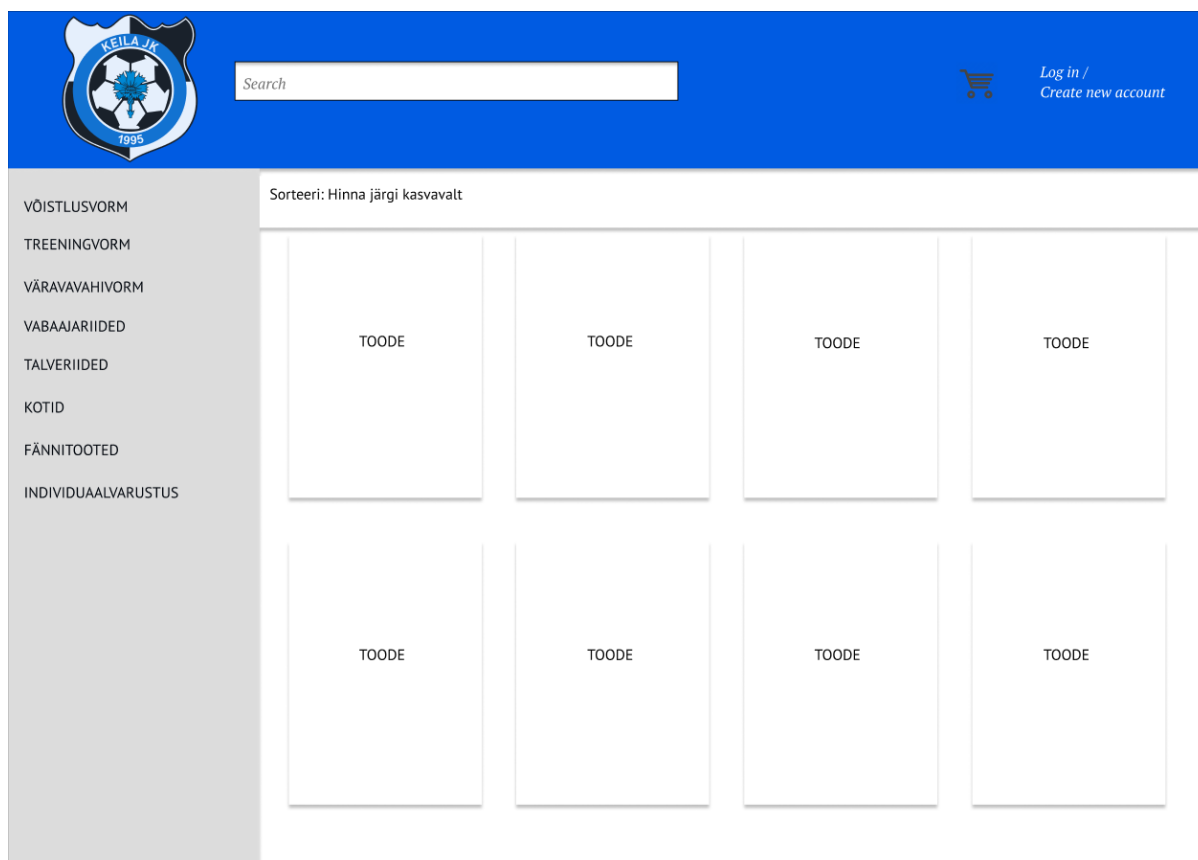 KEILA JK
1995
Search
Log in /
Create new account
VÕISTLUSVORM
TREENINGVORM
VÄRAVAVAHIVORM
VABAAJARIIDED
TALVERIIDED
KOTID
FÄNNITOOTED
INDIVIDUAALVARUSTUS
Sorteeri: Hinna järgi kasvavalt
TOODE
TOODE
TOODE
TOODE
TOODE
TOODE
TOODE
TOODE